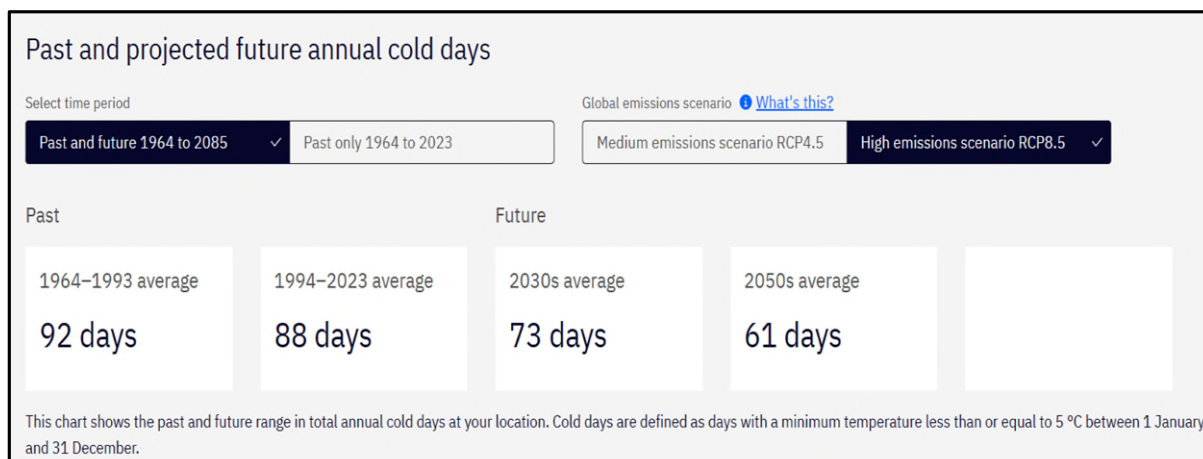 Past and projected future annual cold days
Select time period
Global emissions scenario What's this?
Past and future 1964 to 2085
Past only 1964 to 2023
Medium emissions scenario RCP4.5
High emissions scenario RCP8.5
Past
Future
1964–1993 average
92 days
1994–2023 average
88 days
2030s average
73 days
2050s average
61 days
This chart shows the past and future range in total annual cold days at your location. Cold days are defined as days with a minimum temperature less than or equal to 5 ºC between 1 January
and 31 December.